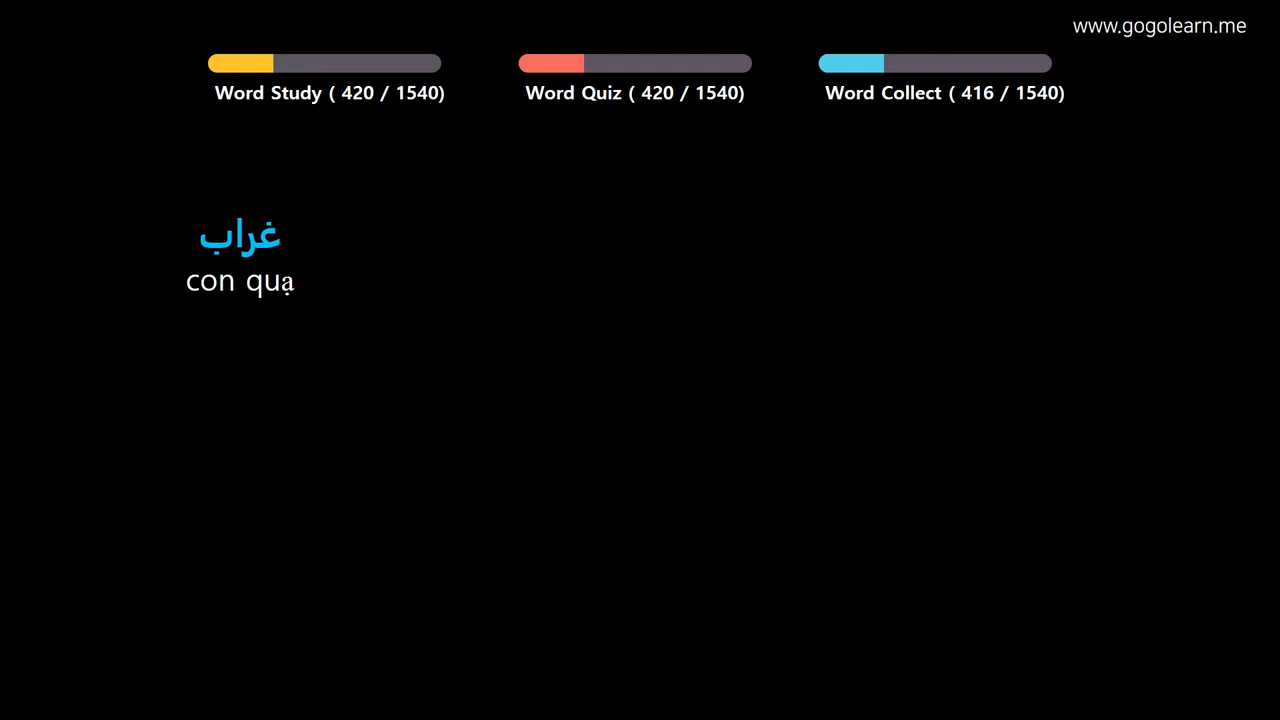 www.gogolearn.me
Word Study ( 420 / 1540)
Word Quiz ( 420 / 1540)
Word Collect ( 416 / 1540)
غراب
con quạ